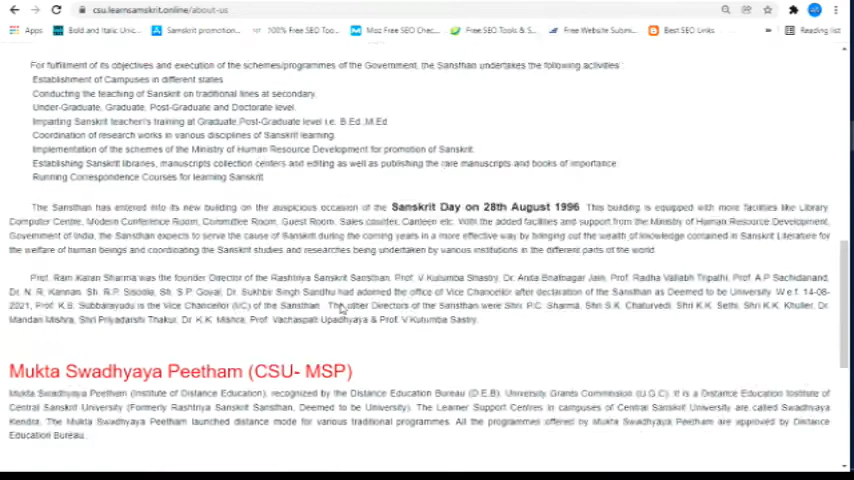 csu.learnsamskrit.online/about-us
Apps Bold and Italic Unic... Samskrit promotion... 100% Free SEO Too... Moz Free SEO Chec... Free SEO Tools & S... Free Website Subm... Best SEO Links » Reading list
For fulfillment of its objectives and execution of the schemes/programmes of the Government, the Sansthan undertakes the following activities :
Establishment of Campuses in different states
Conducting the teaching of Sanskrit on traditional lines at secondary.
Under-Graduate, Graduate, Post-Graduate and Doctorate level.
Imparting Sanskrit teacher's training at Graduate,Post-Graduate level i.e. B.Ed.,M.Ed
Coordination of research works in various disciplines of Sanskrit learning.
Implementation of the schemes of the Ministry of Human Resource Development for promotion of Sanskrit.
Establishing Sanskrit libraries, manuscripts collection centers and editing as well as publishing the rare manuscripts and books of importance.
Running Correspondence Courses for learning Sanskrit
The Sansthan has entered into its new building on the auspicious occasion of the Sanskrit Day on 28th August 1996. This building is equipped with more facilities like Library,
Computer Centre, Modern Conference Room, Committee Room, Guest Room, Sales counter, Canteen etc. With the added facilities and support from the Ministry of Human Resource Development,
Government of India, the Sansthan expects to serve the cause of Sanskrit during the coming years in a more effective way by bringing out the wealth of knowledge contained in Sanskrit Literature for
the welfare of human beings and coordinating the Sanskrit studies and researches being undertaken by various institutions in the different parts of the world.
Prof. Ram Karan Sharma was the founder Director of the Rashtriya Sanskrit Sansthan. Prof. V.Kutumba Shastry, Dr. Anita Bhatnagar Jain, Prof. Radha Vallabh Tripathi, Prof. A.P Sachidanand,
Dr. N. R. Kannan, Sh. R.P. Sisodia, Sh. S.P. Goyal, Dr. Sukhbir Singh Sandhu had adorned the office of Vice Chancellor after declaration of the Sansthan as Deemed to be University. W.e.f. 14-06-
2021, Prof. K.B. Subbarayudu is the Vice Chancellor (I/C) of the Sansthan. The other Directors of the Sansthan were Shri. P.C. Sharma, Shri S.K. Chaturvedi, Shri K.K. Sethi, Shri K.K. Khuller, Dr.
Mandan Mishra, Shri Priyadarshi Thakur, Dr. K.K. Mishra, Prof. Vachaspati Upadhyaya & Prof. V.Kutumba Sastry.
Mukta Swadhyaya Peetham (CSU- MSP)
Mukta Swadhyaya Peetham (Institute of Distance Education), recognized by the Distance Education Bureau (D.E.B), University Grants Commission (U.G.C). It is a Distance Education Institute of
Central Sanskrit University (Formerly Rashtriya Sanskrit Sansthan, Deemed to be University). The Learner Support Centres in campuses of Central Sanskrit University are called Swadhyaya
Kendra. The Mukta Swadhyaya Peetham launched distance mode for various traditional programmes. All the programmes offered by Mukta Swadhyaya Peetham are approved by Distance
Education Bureau.